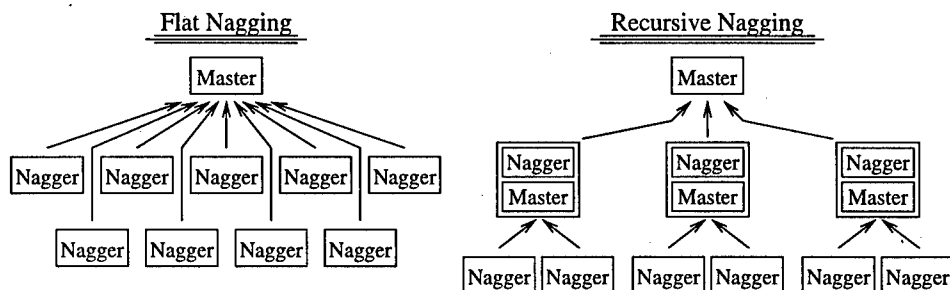 Flat Nagging
Master
Nagger Nagger Nagger Nagger Nagger
Nagger Nagger Nagger Nagger
Recursive Nagging
Master
Nagger Nagger Nagger
Master Master Master
Nagger Nagger Nagger Nagger Nagger Nagger